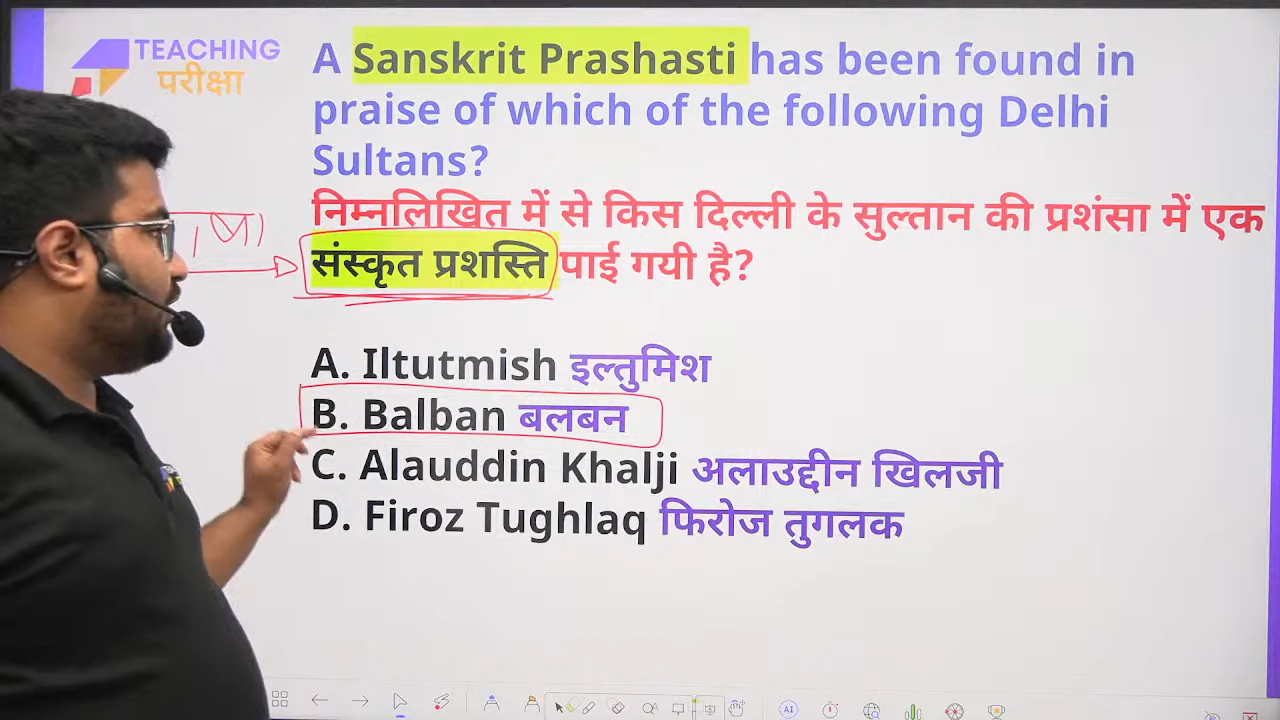 TEACHING
परीक्षा
A Sanskrit Prashasti has been found in
praise of which of the following Delhi
Sultans?
निम्नलिखित में से किस दिल्ली के सुल्तान की प्रशंसा में एक
संस्कृत प्रशस्ति पाई गयी है?
A. Iltutmish इल्तुमिश
B. Balban बलबन
C. Alauddin Khalji अलाउद्दीन खिलजी
D. Firoz Tughlaq फिरोज तुगलक
AI